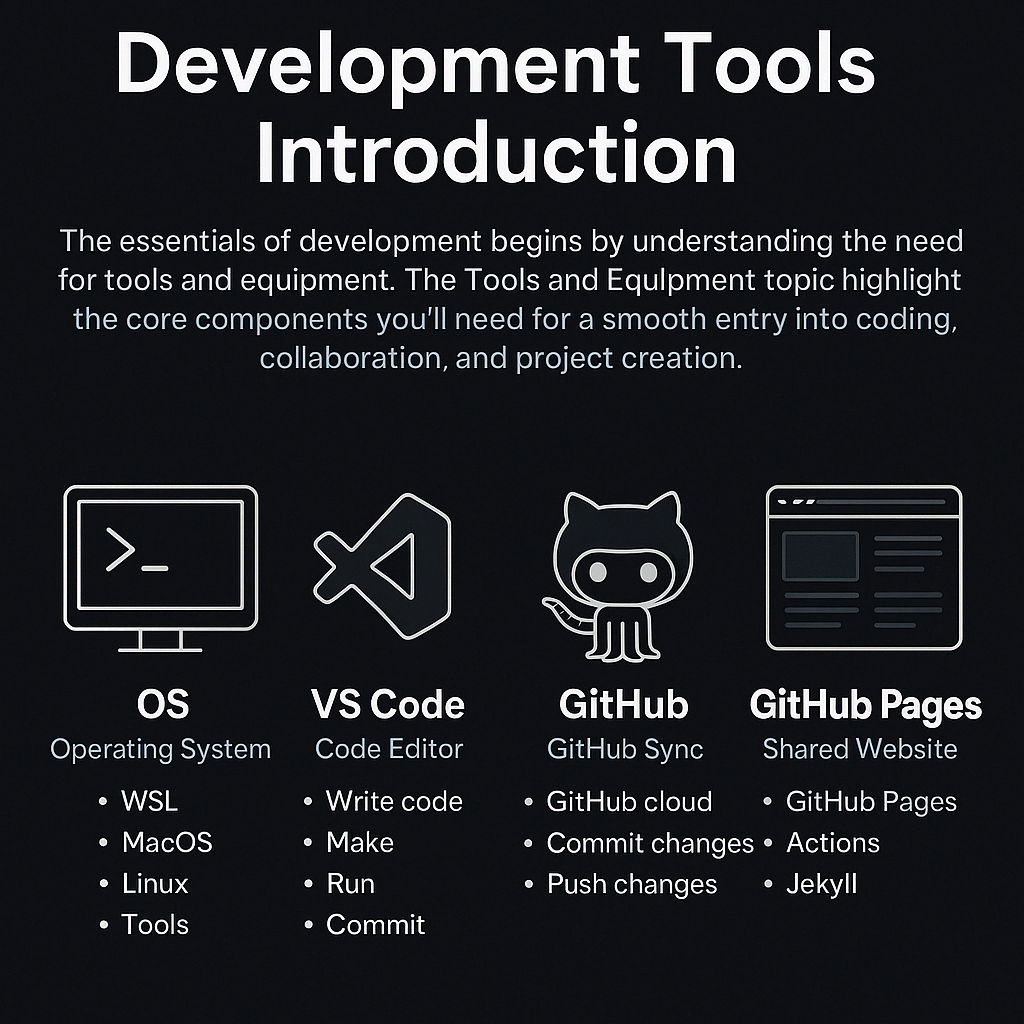 Development Tools
Introduction
The essentials of development begins by understanding the need
for tools and equipment. The Tools and Equlpment topic highlight
the core components you'll need for a smooth entry into coding,
collaboration, and project creation.
>_
OS
Operating System
• WSL
• MacOS
• Linux
• Tools
VS Code
Code Editor
• Write code
• Make
• Run
• Commit
GitHub
GitHub Sync
• GitHub cloud
• Commit changes
• Push changes
GitHub Pages
Shared Website
• GitHub Pages
• Actions
• Jekyll